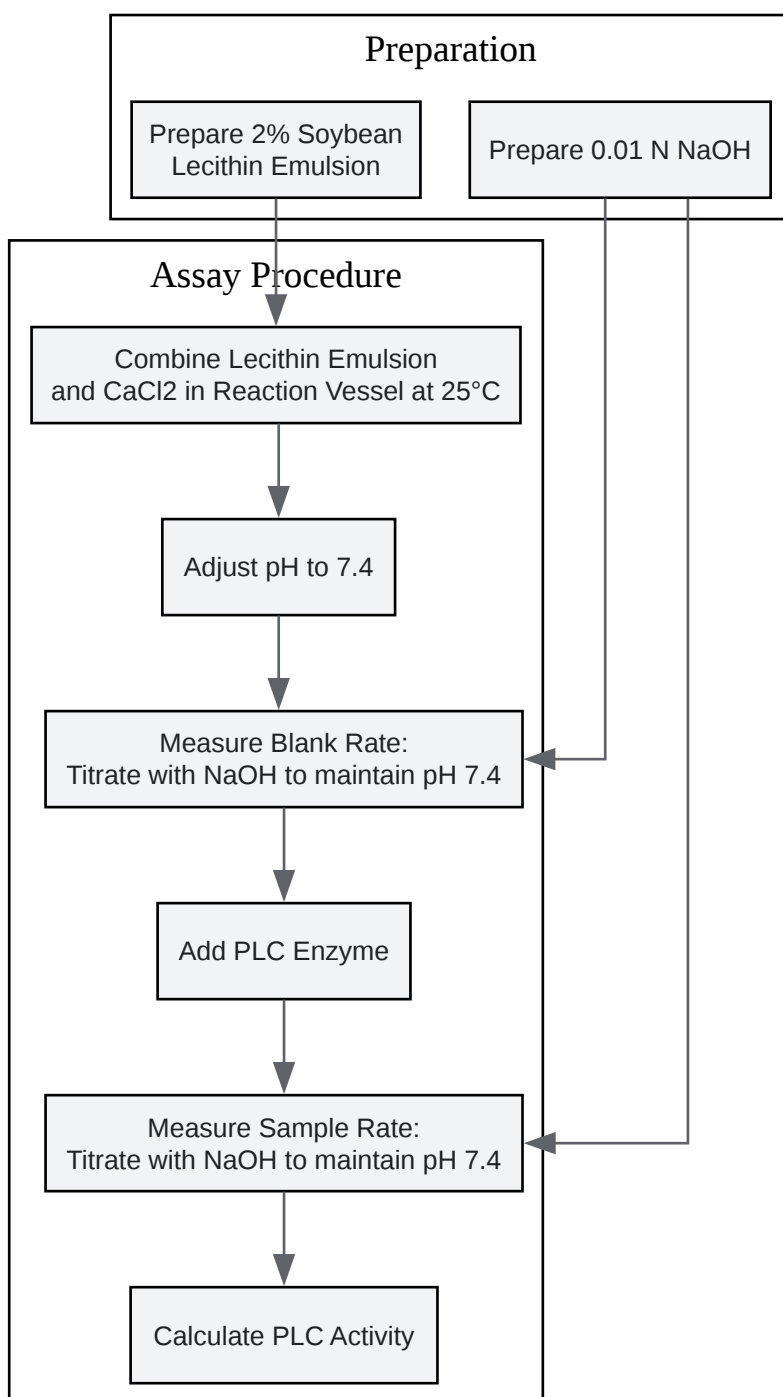 Preparation
Prepare 2% Soybean
Lecithin Emulsion
Prepare 0.01 N NaOH
Assay Procedure
Combine Lecithin Emulsion
and CaCl2 in Reaction Vessel at 25°C
Adjust pH to 7.4
Measure Blank Rate:
Titrate with NaOH to maintain pH 7.4
Add PLC Enzyme
Measure Sample Rate:
Titrate with NaOH to maintain pH 7.4
Calculate PLC Activity